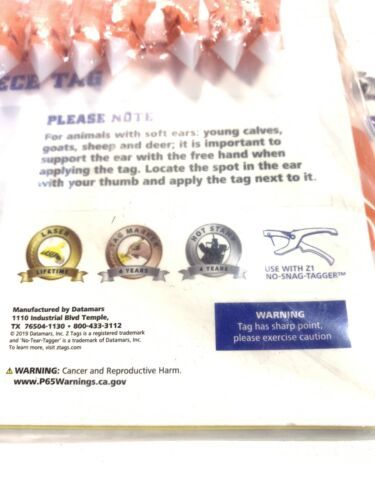 ECE TAG
PLEASE NOTE
For animals with soft ears: young calves,
goats, sheep and deer; it is important to
support the ear with the free hand when
applying the tag. Locate the spot in the ear
with your thumb and apply the tag next to it.
LASER
LIFETIME
TAG MARKER
4 YEARS
HOT STAMP
4 YEARS
USE WITH Z1
NO-SNAG-TAGGER™
Manufactured by Datamars
1110 Industrial Blvd Temple,
TX 76504-1130 • 800-433-3112
© 2019 Datamars, Inc. Z Tags is a registered trademark
and 'No-Tear-Tagger' is a trademark of Datamars, Inc.
To learn more, visit ztags.com
WARNING
Tag has sharp point,
please exercise caution
⚠ WARNING: Cancer and Reproductive Harm.
www.P65Warnings.ca.gov